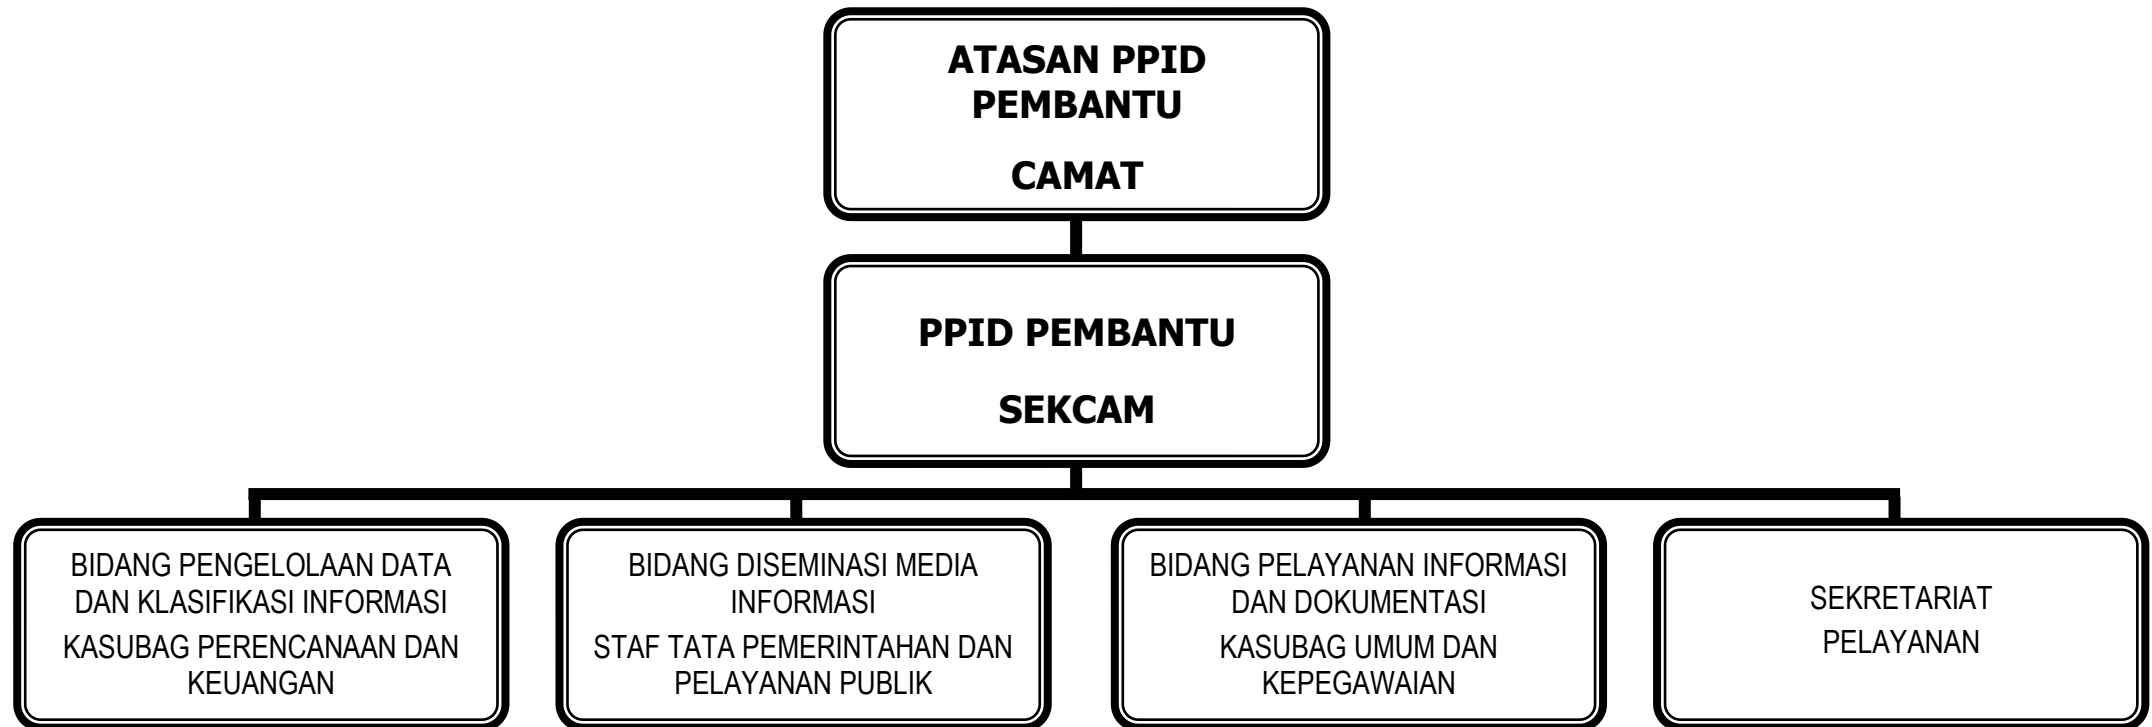 ATASAN PPID
PEMBANTU
CAMAT
PPID PEMBANTU
SEKCAM
BIDANG PENGELOLAAN DATA
DAN KLASIFIKASI INFORMASI
KASUBAG PERENCANAAN DAN
KEUANGAN
BIDANG DISEMINASI MEDIA
INFORMASI
STAF TATA PEMERINTAHAN DAN
PELAYANAN PUBLIK
BIDANG PELAYANAN INFORMASI
DAN DOKUMENTASI
KASUBAG UMUM DAN
KEPEGAWAIAN
SEKRETARIAT
PELAYANAN